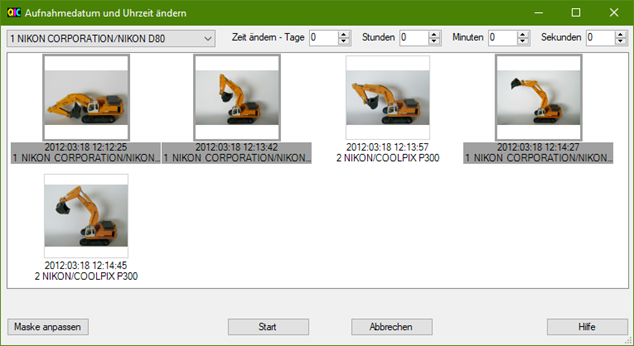 QIC Aufnahmedatum und Uhrzeit ändern
1 NIKON CORPORATION/NIKON D80 Zeit ändern - Tage 0 Stunden 0 Minuten 0 Sekunden 0
2012:03:18 12:12:25 2012:03:18 12:13:42 2012:03:18 12:13:57 2012:03:18 12:14:27
1 NIKON CORPORATION/NIKON... 1 NIKON CORPORATION/NIKON... 2 NIKON/COOLPIX P300 1 NIKON CORPORATION/NIKON...
2012:03:18 12:14:45
2 NIKON/COOLPIX P300
Maske anpassen Start Abbrechen Hilfe